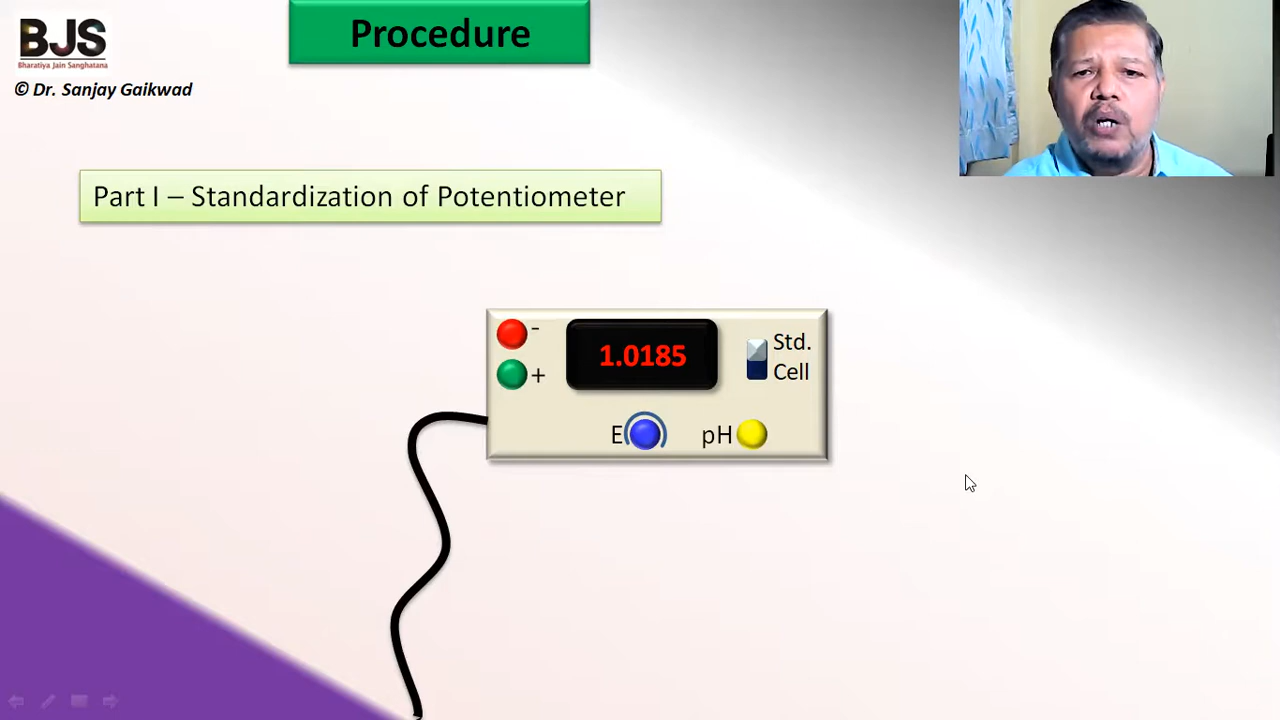 Procedure
BJS
Bharatiya Jain Sanghatana
© Dr. Sanjay Gaikwad
Part I – Standardization of Potentiometer
-
1.0185
Std.
+
Cell
E
pH